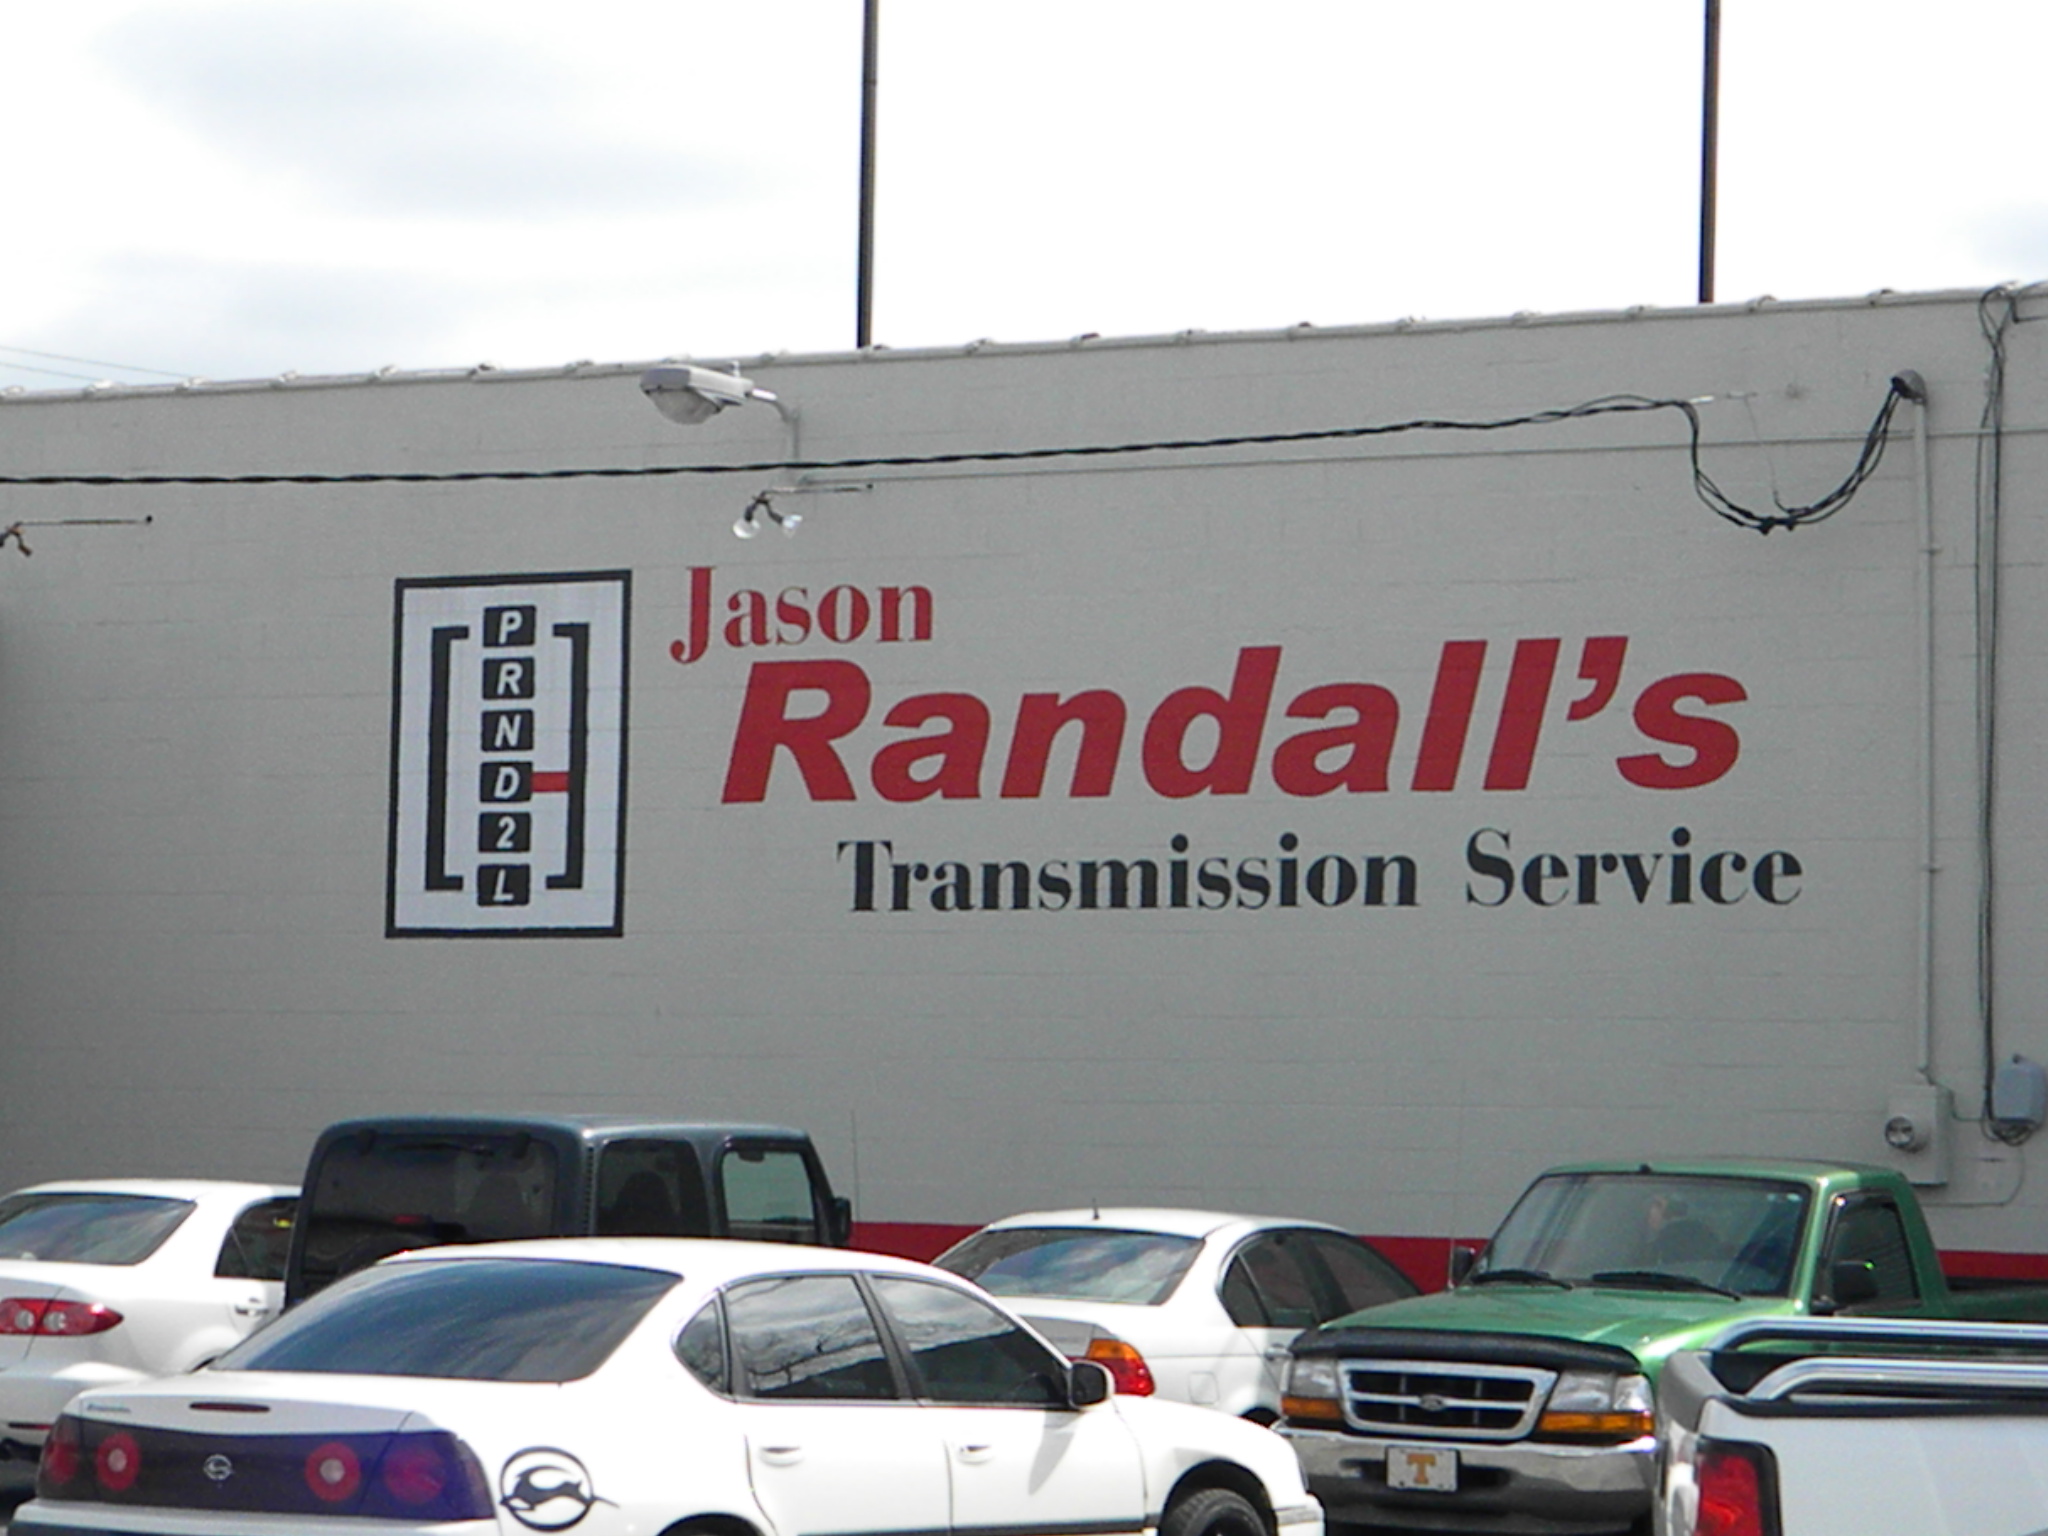 P
R
N
D
2
L
Jason
Randall's
Transmission Service
T